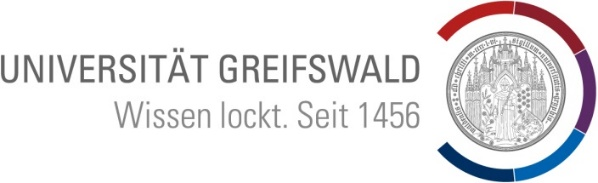 UNIVERSITÄT GREIFSWALD
Wissen lockt. Seit 1456